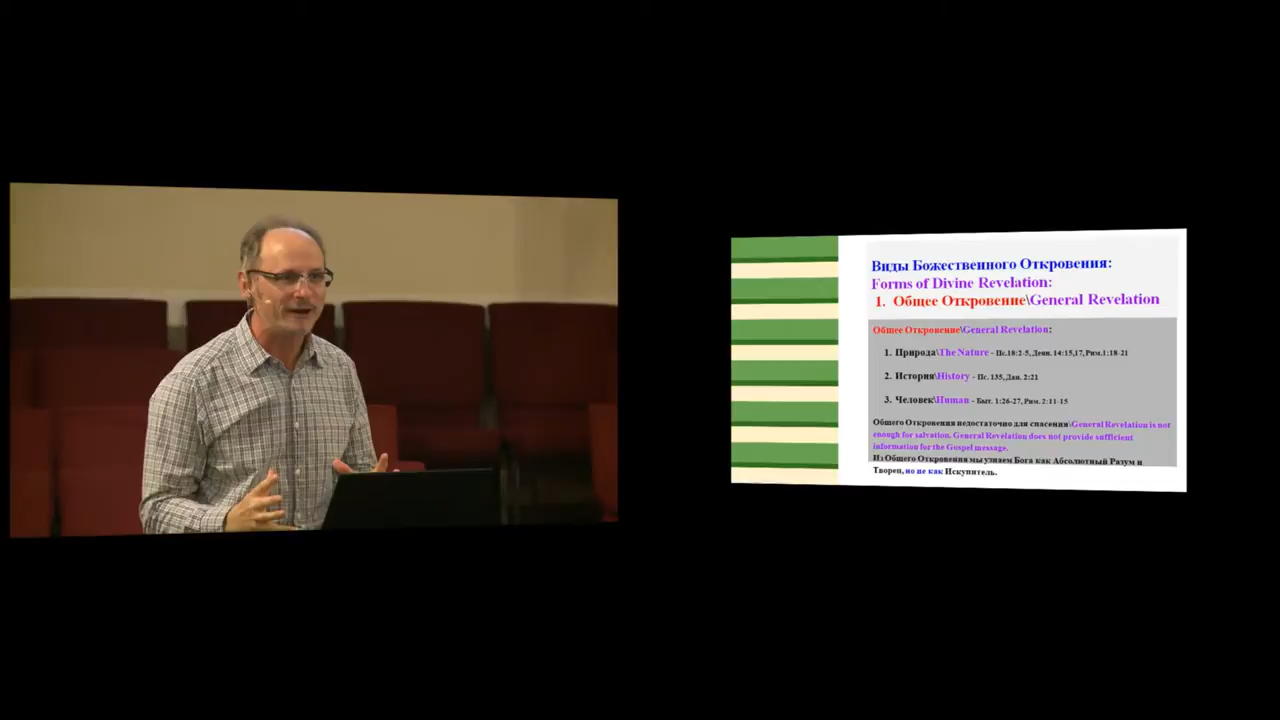 Виды Божественного Откровения:
Forms of Divine Revelation:
1. Общее Откровение\General Revelation
Общее Откровение\General Revelation:
1. Природа\The Nature - Пс.18:2-5, Деян. 14:15,17, Рим.1:18-21
2. История\History - Пс. 135, Дан. 2:21
3. Человек\Human - Быт. 1:26-27, Рим. 2:11-15
Общего Откровения недостаточно для спасения\General Revelation is not
enough for salvation. General Revelation does not provide sufficient
information for the Gospel message.
Из Общего Откровения мы узнаем Бога как Абсолютный Разум и
Творец, но не как Искупитель.